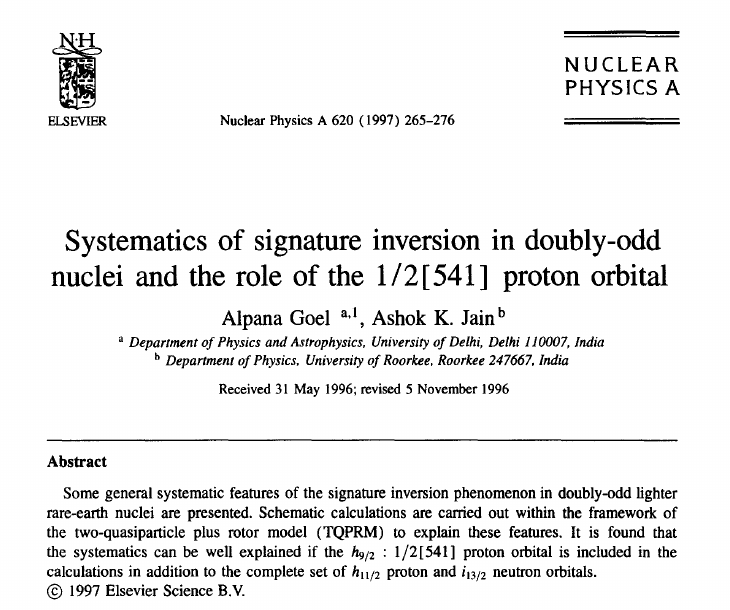 N·H
ELSEVIER
NUCLEAR
PHYSICS A
Nuclear Physics A 620 (1997) 265–276
Systematics of signature inversion in doubly-odd
nuclei and the role of the 1/2[541] proton orbital
Alpana Goel a,1, Ashok K. Jain b
a Department of Physics and Astrophysics, University of Delhi, Delhi 110007, India
b Department of Physics, University of Roorkee, Roorkee 247667, India
Received 31 May 1996; revised 5 November 1996
Abstract
Some general systematic features of the signature inversion phenomenon in doubly-odd lighter
rare-earth nuclei are presented. Schematic calculations are carried out within the framework of
the two-quasiparticle plus rotor model (TQPRM) to explain these features. It is found that
the systematics can be well explained if the h9/2 : 1/2[541] proton orbital is included in the
calculations in addition to the complete set of h11/2 proton and i13/2 neutron orbitals.
© 1997 Elsevier Science B.V.